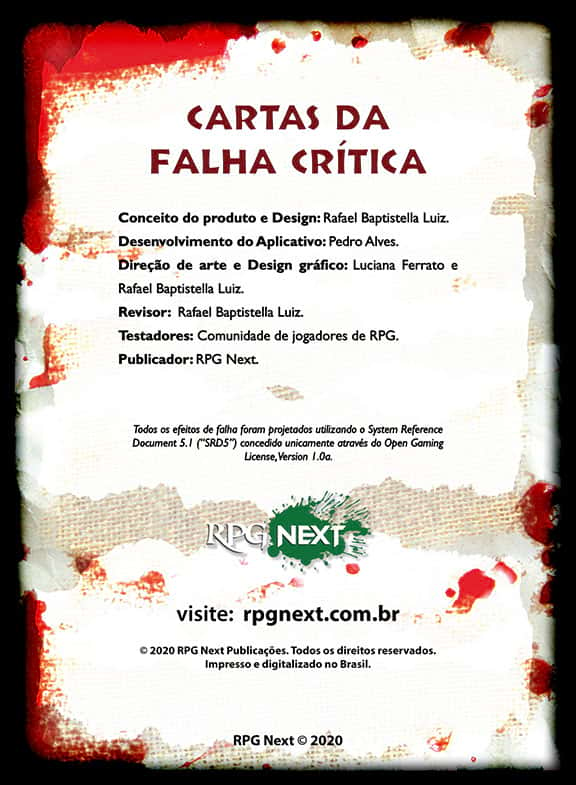 CARTAS DA
FALHA CRÍTICA
Conceito do produto e Design: Rafael Baptistella Luiz.
Desenvolvimento do Aplicativo: Pedro Alves.
Direção de arte e Design gráfico: Luciana Ferrato e
Rafael Baptistella Luiz.
Revisor: Rafael Baptistella Luiz.
Testadores: Comunidade de jogadores de RPG.
Publicador: RPG Next.
Todos os efeitos de falha foram projetados utilizando o System Reference
Document 5.1 ("SRD5") concedido unicamente através do Open Gaming
License, Version 1.0a.
RPG NEXT
visite: rpgnext.com.br
© 2020 RPG Next Publicações. Todos os direitos reservados.
Impresso e digitalizado no Brasil.
RPG Next © 2020